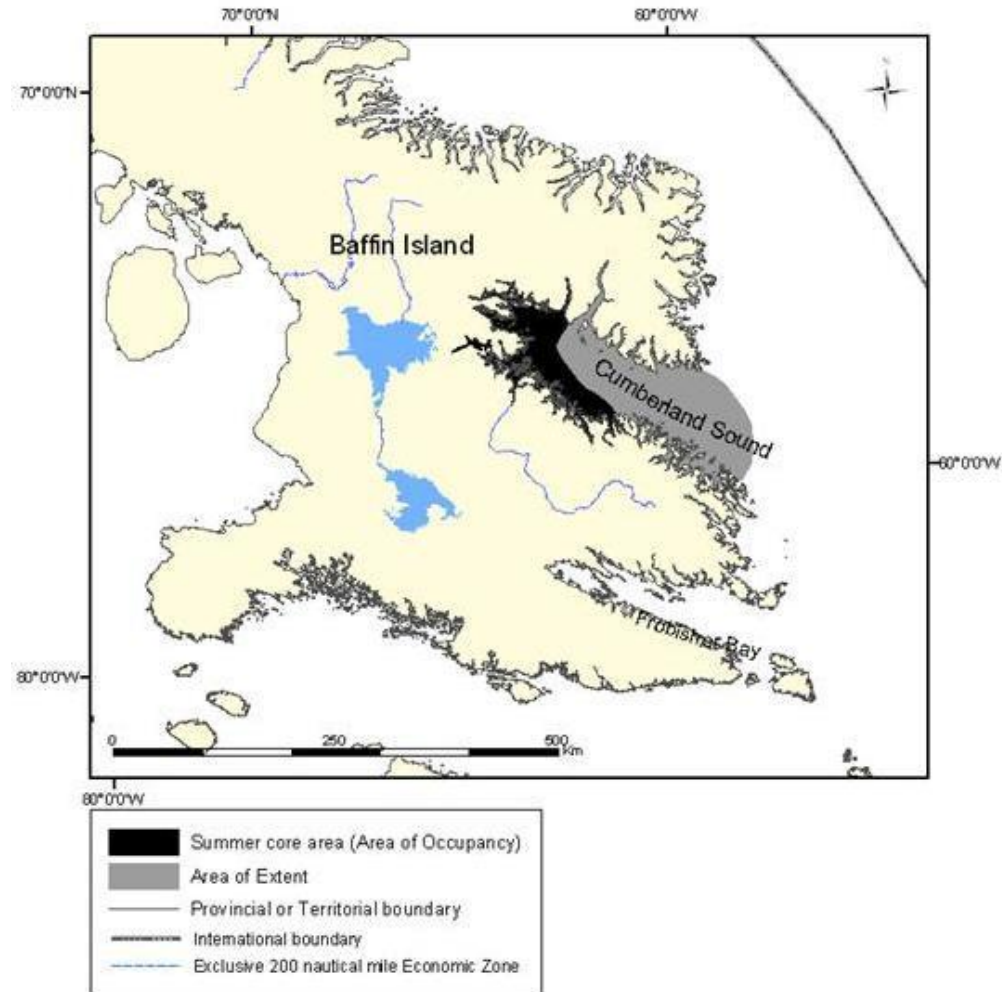 70°0'0"N
60°0'0"W
70°0'0"N
Baffin Island
Cumberland Sound
60°0'0"W
Frobisher Bay
80°0'0"W
0 250 500
Km
80°0'0"W
Summer core area (Area of Occupancy)
Area of Extent
Provincial or Territorial boundary
International boundary
Exclusive 200 nautical mile Economic Zone